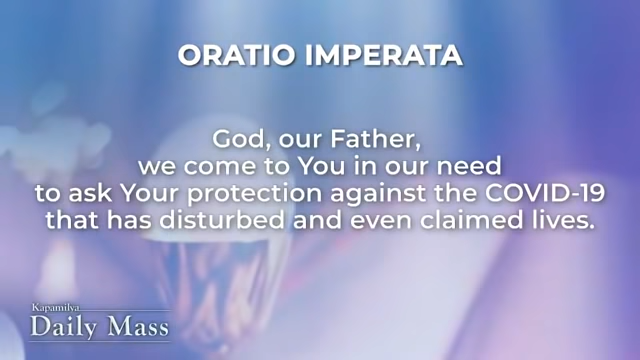 ORATIO IMPERATA
God, our Father,
we come to You in our need
to ask Your protection against the COVID-19
that has disturbed and even claimed lives.
Kapamilya
Daily Mass